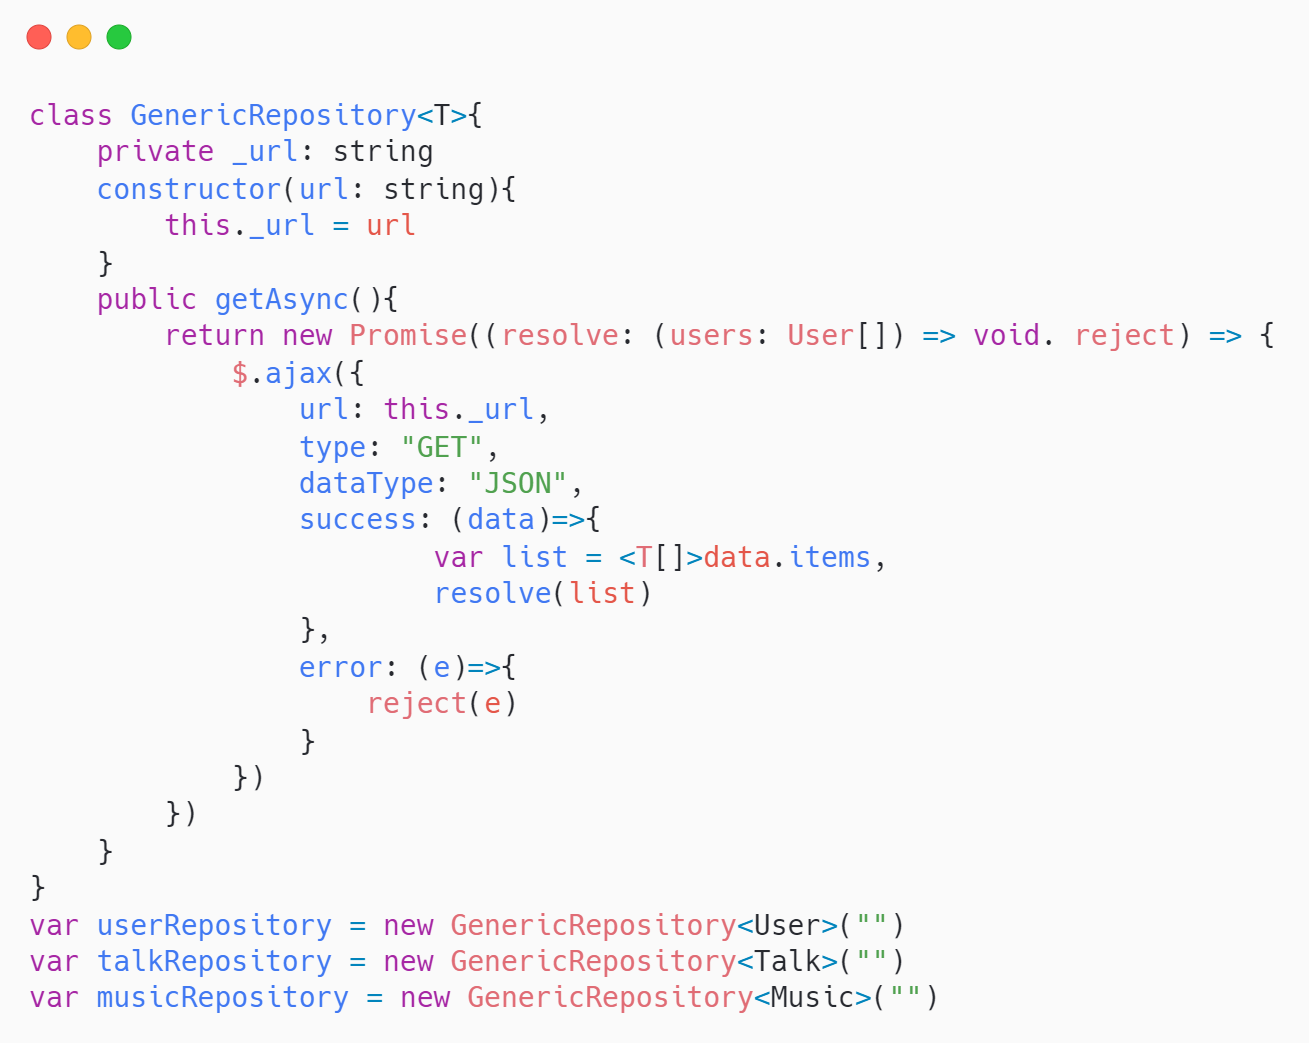 class GenericRepository<T>{
    private _url: string
    constructor(url: string){
        this._url = url
    }
    public getAsync(){
        return new Promise((resolve: (users: User[]) => void. reject) => {
            $.ajax({
                url: this._url,
                type: "GET",
                dataType: "JSON",
                success: (data)=>{
                        var list = <T[]>data.items,
                        resolve(list)
                },
                error: (e)=>{
                    reject(e)
                }
            })
        })
    }
}
var userRepository = new GenericRepository<User>("")
var talkRepository = new GenericRepository<Talk>("")
var musicRepository = new GenericRepository<Music>("")